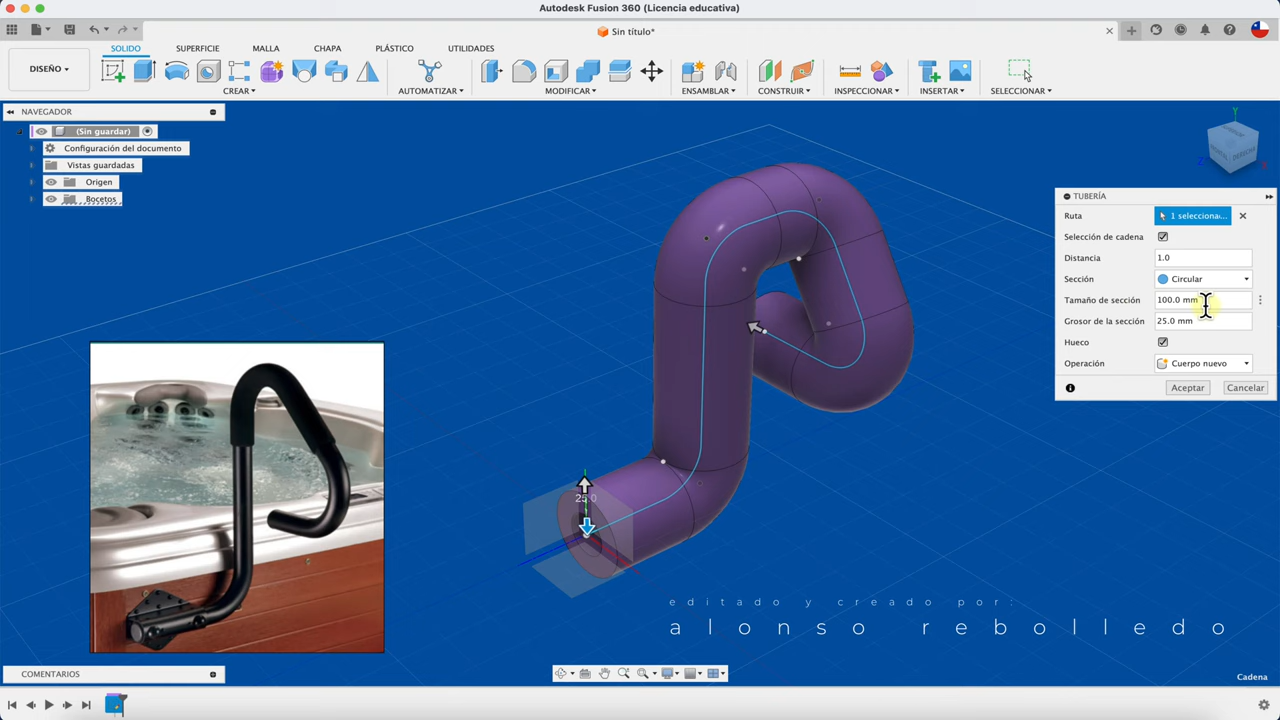 Autodesk Fusion 360 (Licencia educativa)
Sin título*
DISEÑO
SOLIDO
SUPERFICIE
MALLA
CHAPA
PLÁSTICO
UTILIDADES
CREAR
AUTOMATIZAR
MODIFICAR
ENSAMBLAR
CONSTRUIR
INSPECCIONAR
INSERTAR
SELECCIONAR
NAVEGADOR
(Sin guardar)
Configuración del documento
Vistas guardadas
Origen
Bocetos
Y
DERECHA
TUBERÍA
Ruta
1 selecciona...
Selección de cadena
Distancia
1.0
Sección
Circular
Tamaño de sección
100.0 mm
Grosor de la sección
25.0 mm
Hueco
Operación
Cuerpo nuevo
Aceptar
Cancelar
25.0
editado y creado por:
alonso rebolledo
COMENTARIOS
Cadena